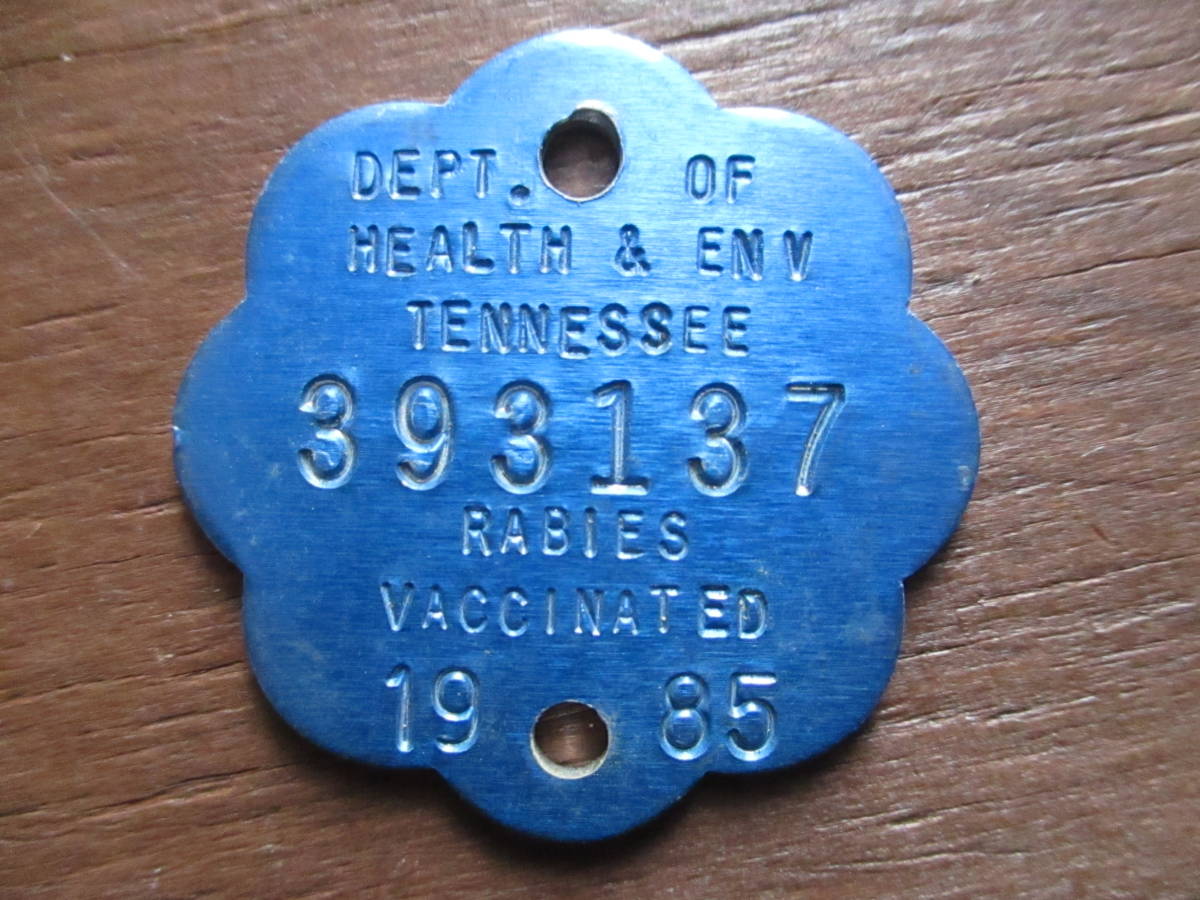 DEPT. OF
HEALTH & ENV
TENNESSEE
393137
RABIES
VACCINATED
19 85